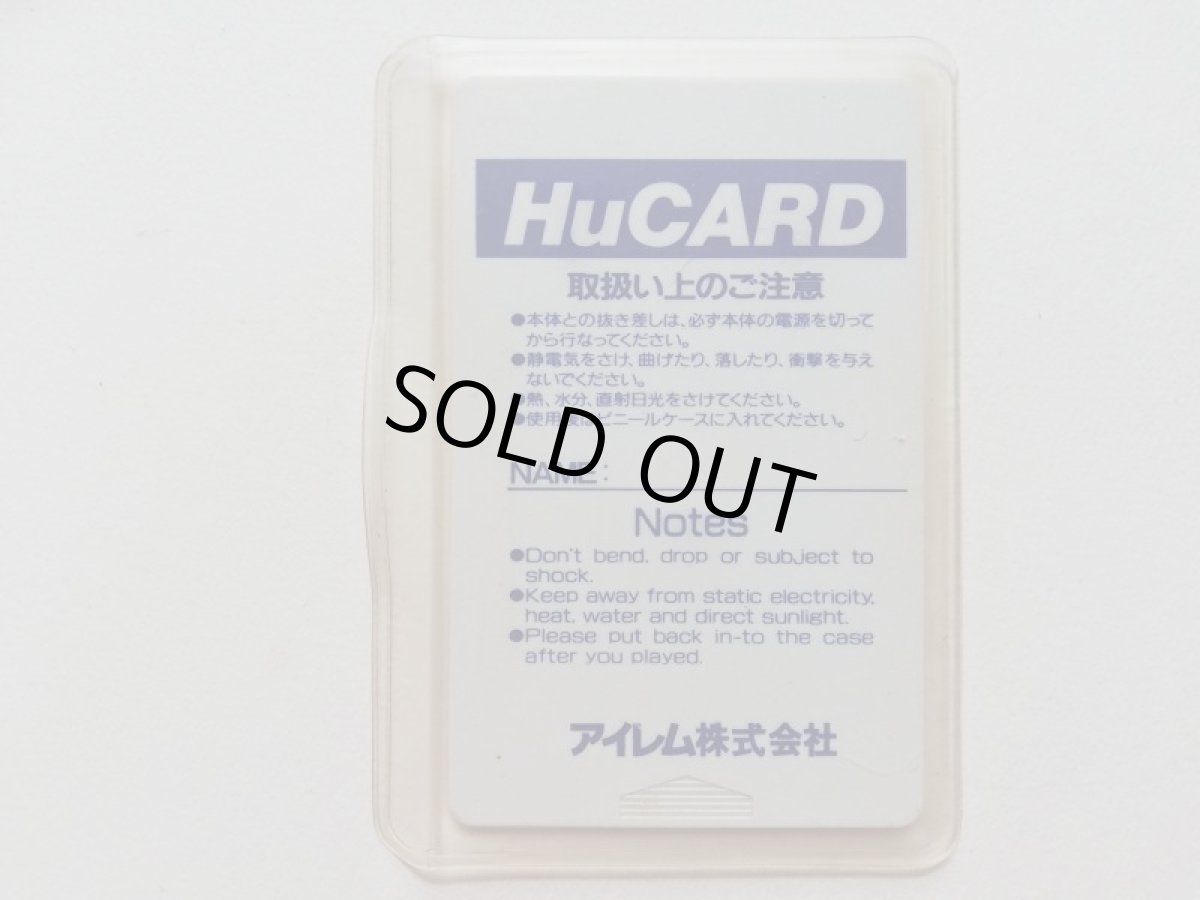 HuCARD
取扱い上のご注意
●本体との抜き差しは、必ず本体の電源を切って
から行なってください。
●静電気をさけ、曲げたり、落したり、衝撃を与え
ないでください。
●熱、水分、直射日光をさけてください。
●使用後はビニールケースに入れてください。
SOLD OUT
NAME:
Notes
●Don't bend, drop or subject to
shock.
●Keep away from static electricity,
heat, water and direct sunlight.
●Please put back in-to the case
after you played.
アイレム株式会社